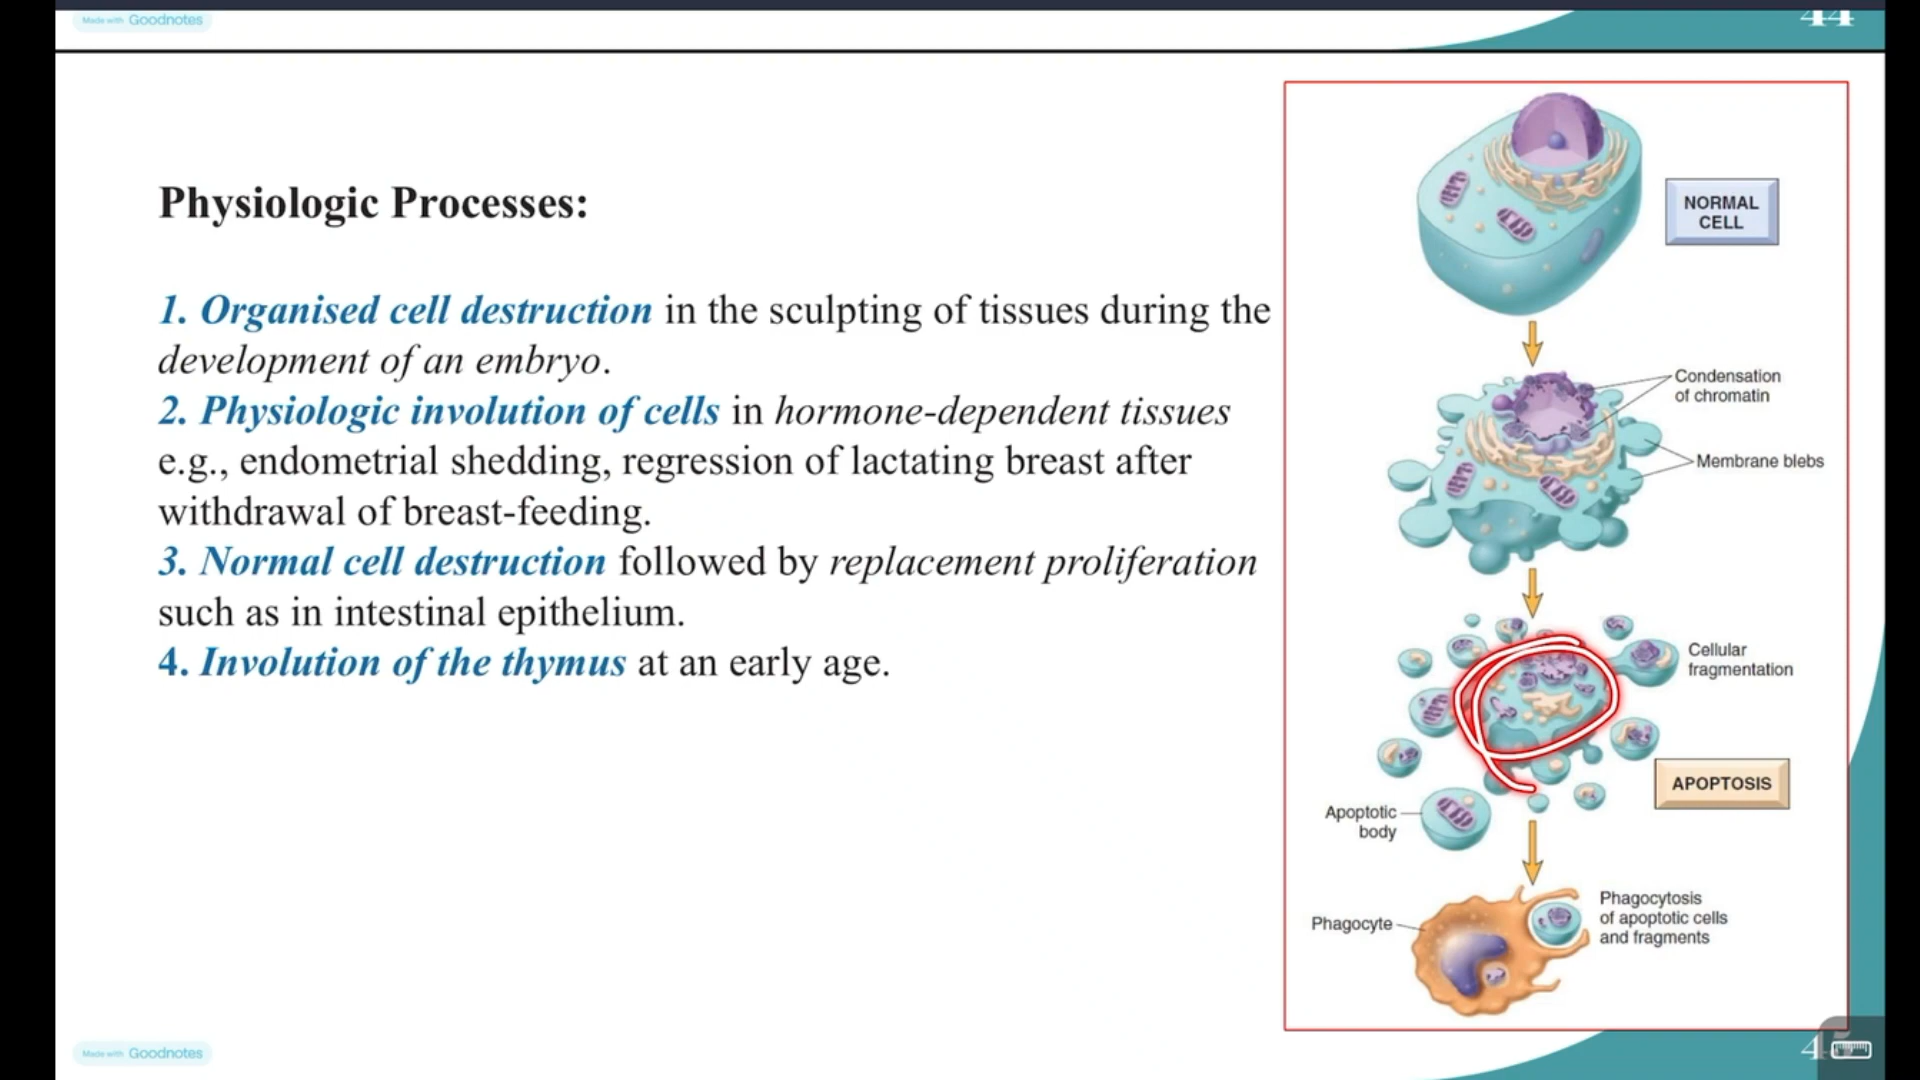 Made with Goodnotes
44
Physiologic Processes:
1. Organised cell destruction in the sculpting of tissues during the
development of an embryo.
2. Physiologic involution of cells in hormone-dependent tissues
e.g., endometrial shedding, regression of lactating breast after
withdrawal of breast-feeding.
3. Normal cell destruction followed by replacement proliferation
such as in intestinal epithelium.
4. Involution of the thymus at an early age.
NORMAL
CELL
Condensation
of chromatin
Membrane blebs
Cellular
fragmentation
APOPTOSIS
Apoptotic
body
Phagocyte
Phagocytosis
of apoptotic cells
and fragments
Made with Goodnotes